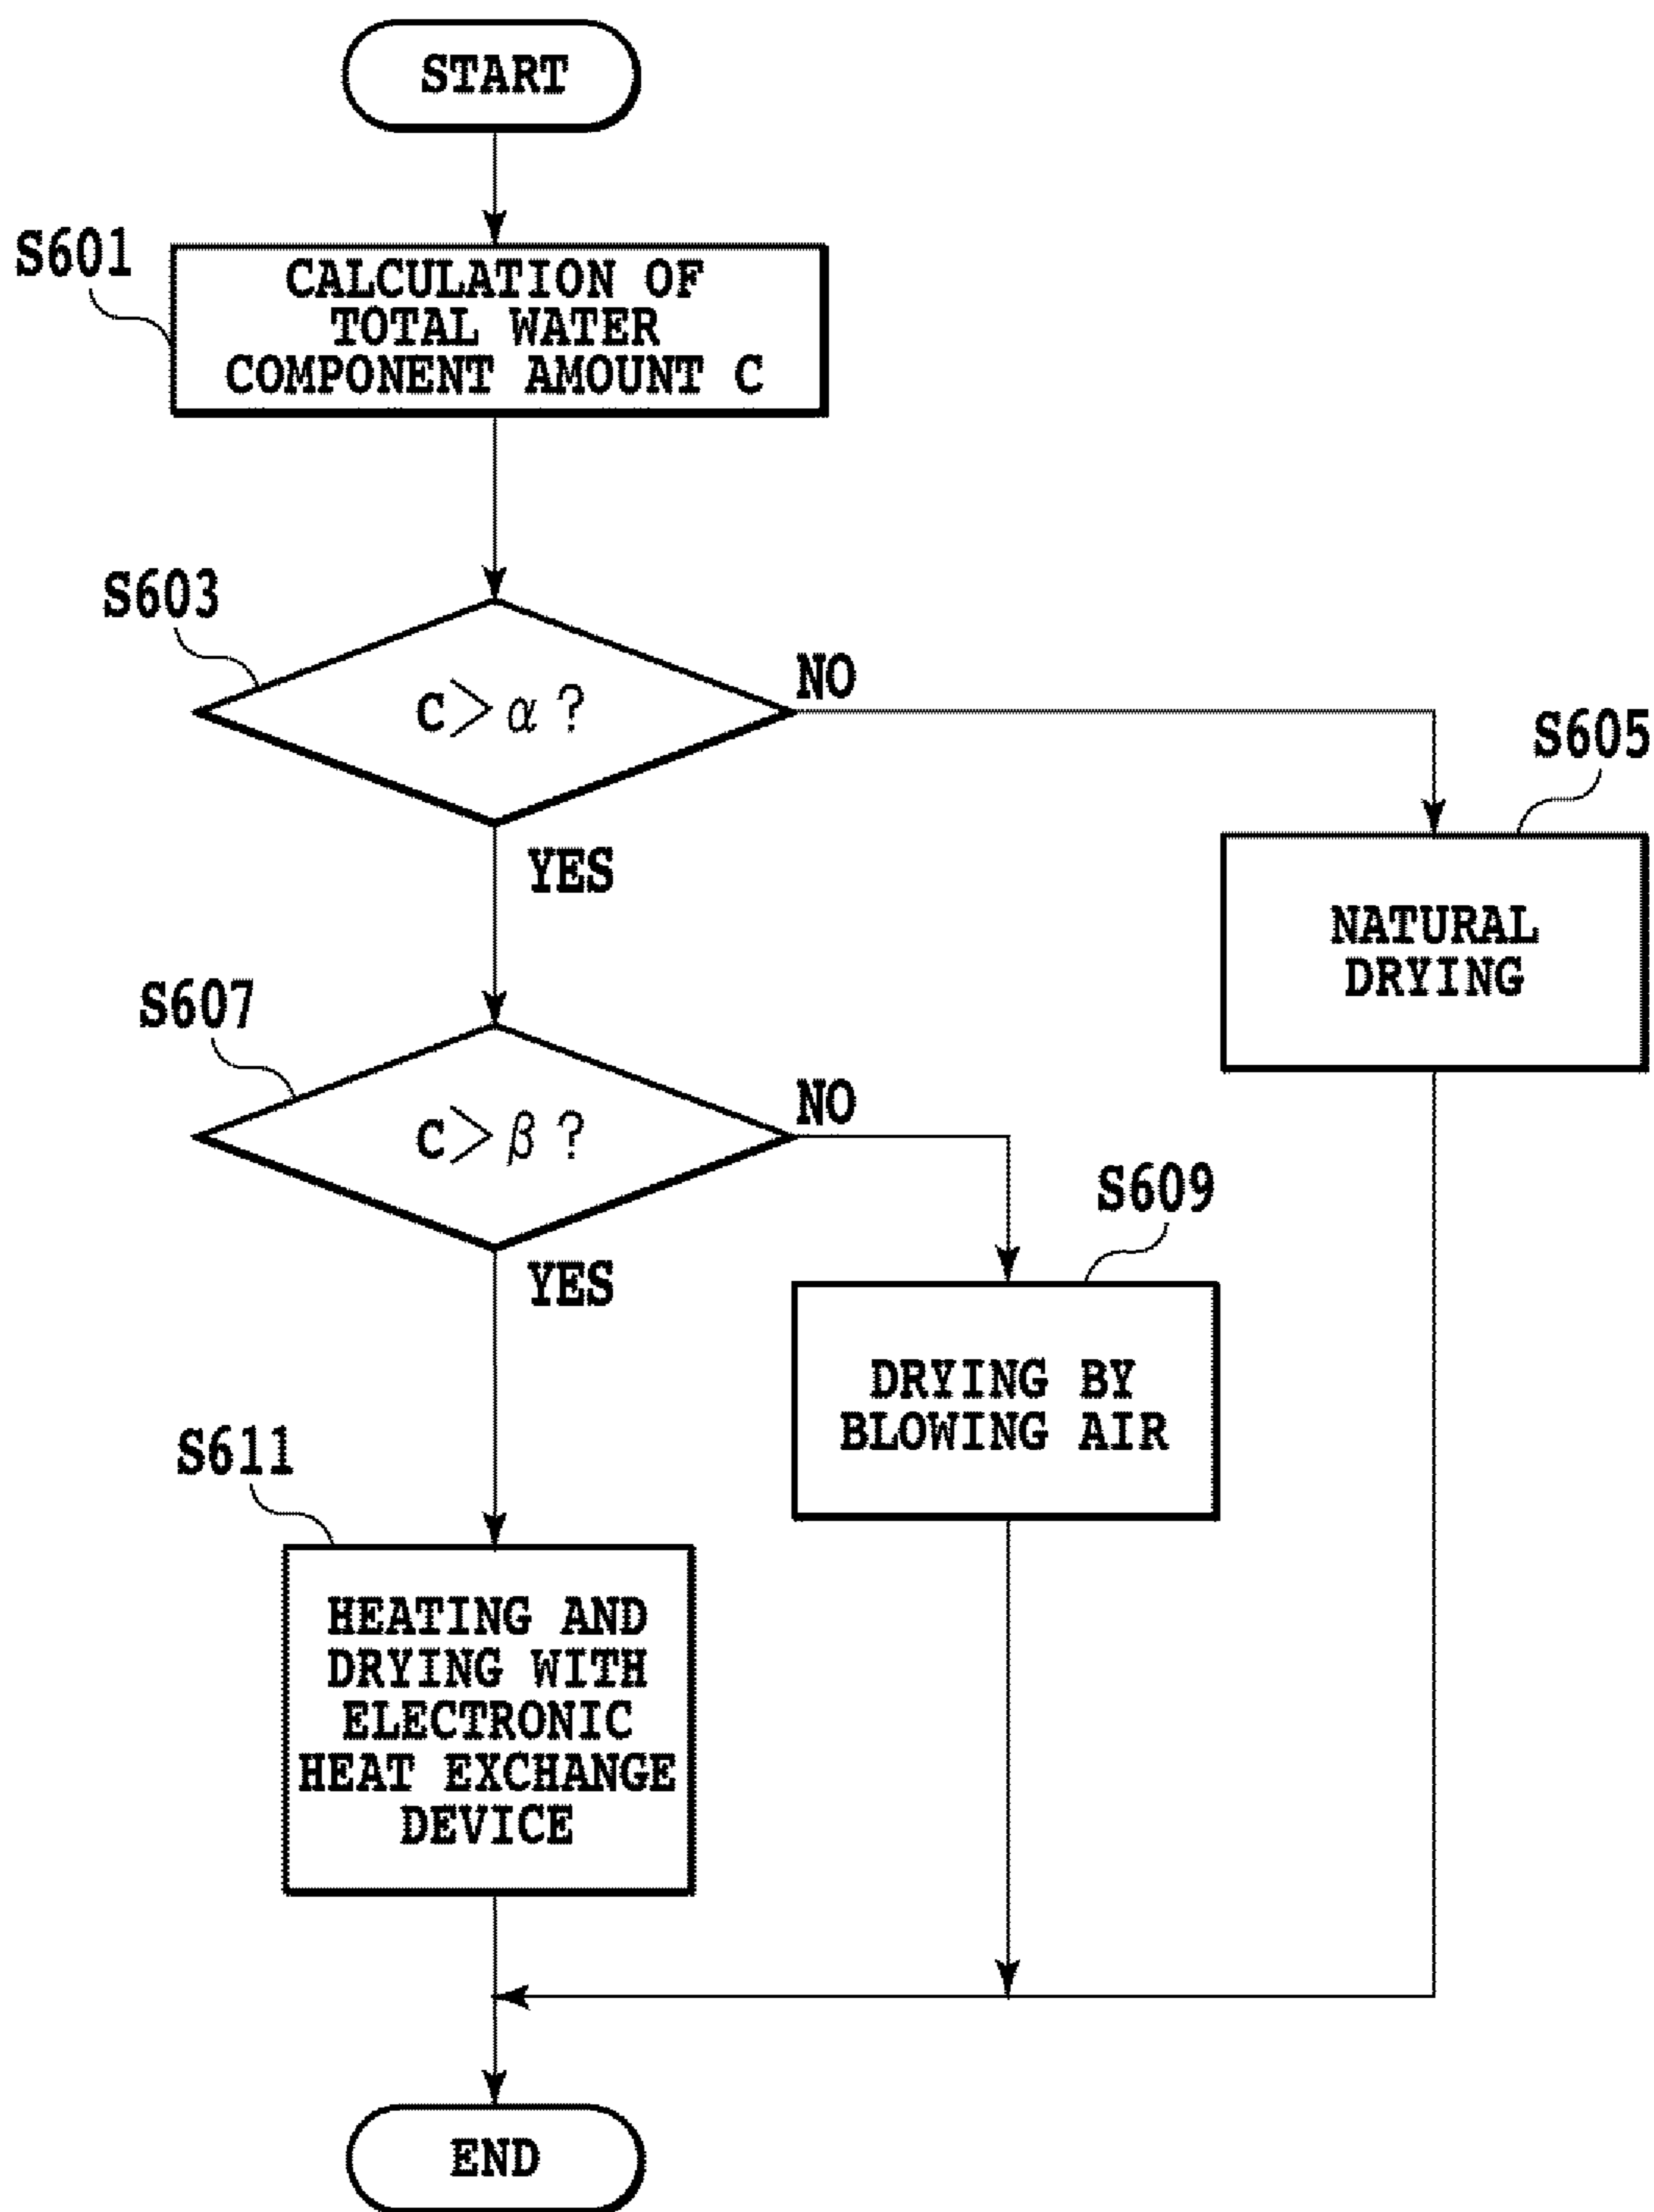 START
S601
CALCULATION OF
TOTAL WATER
COMPONENT AMOUNT C
S603
C>α?
NO
YES
S605
NATURAL
DRYING
S607
C>β?
NO
YES
S609
DRYING BY
BLOWING AIR
S611
HEATING AND
DRYING WITH
ELECTRONIC
HEAT EXCHANGE
DEVICE
END